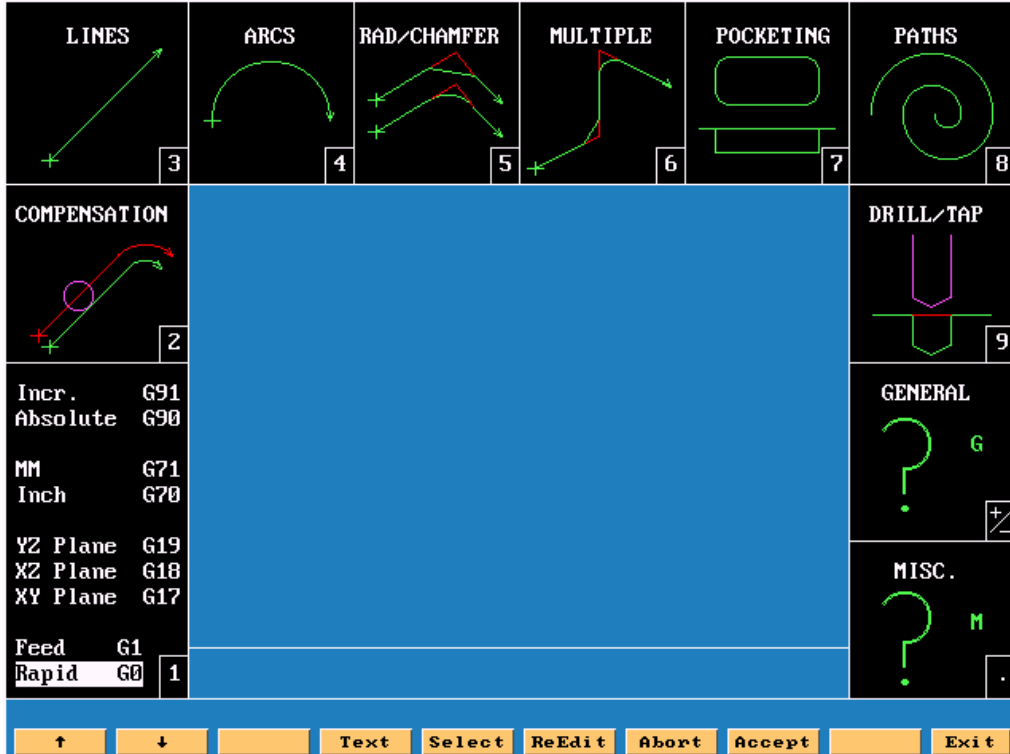 LINES
3
ARCS
4
RAD/CHAMFER
5
MULTIPLE
6
POCKETING
7
PATHS
8
COMPENSATION
2
DRILL/TAP
9
Incr. G91
Absolute G90
MM G71
Inch G70
YZ Plane G19
XZ Plane G18
XY Plane G17
Feed G1
Rapid G0
1
GENERAL
?
G
+/-
MISC.
?
M
.
↑ ↓ Text Select ReEdit Abort Accept Exit